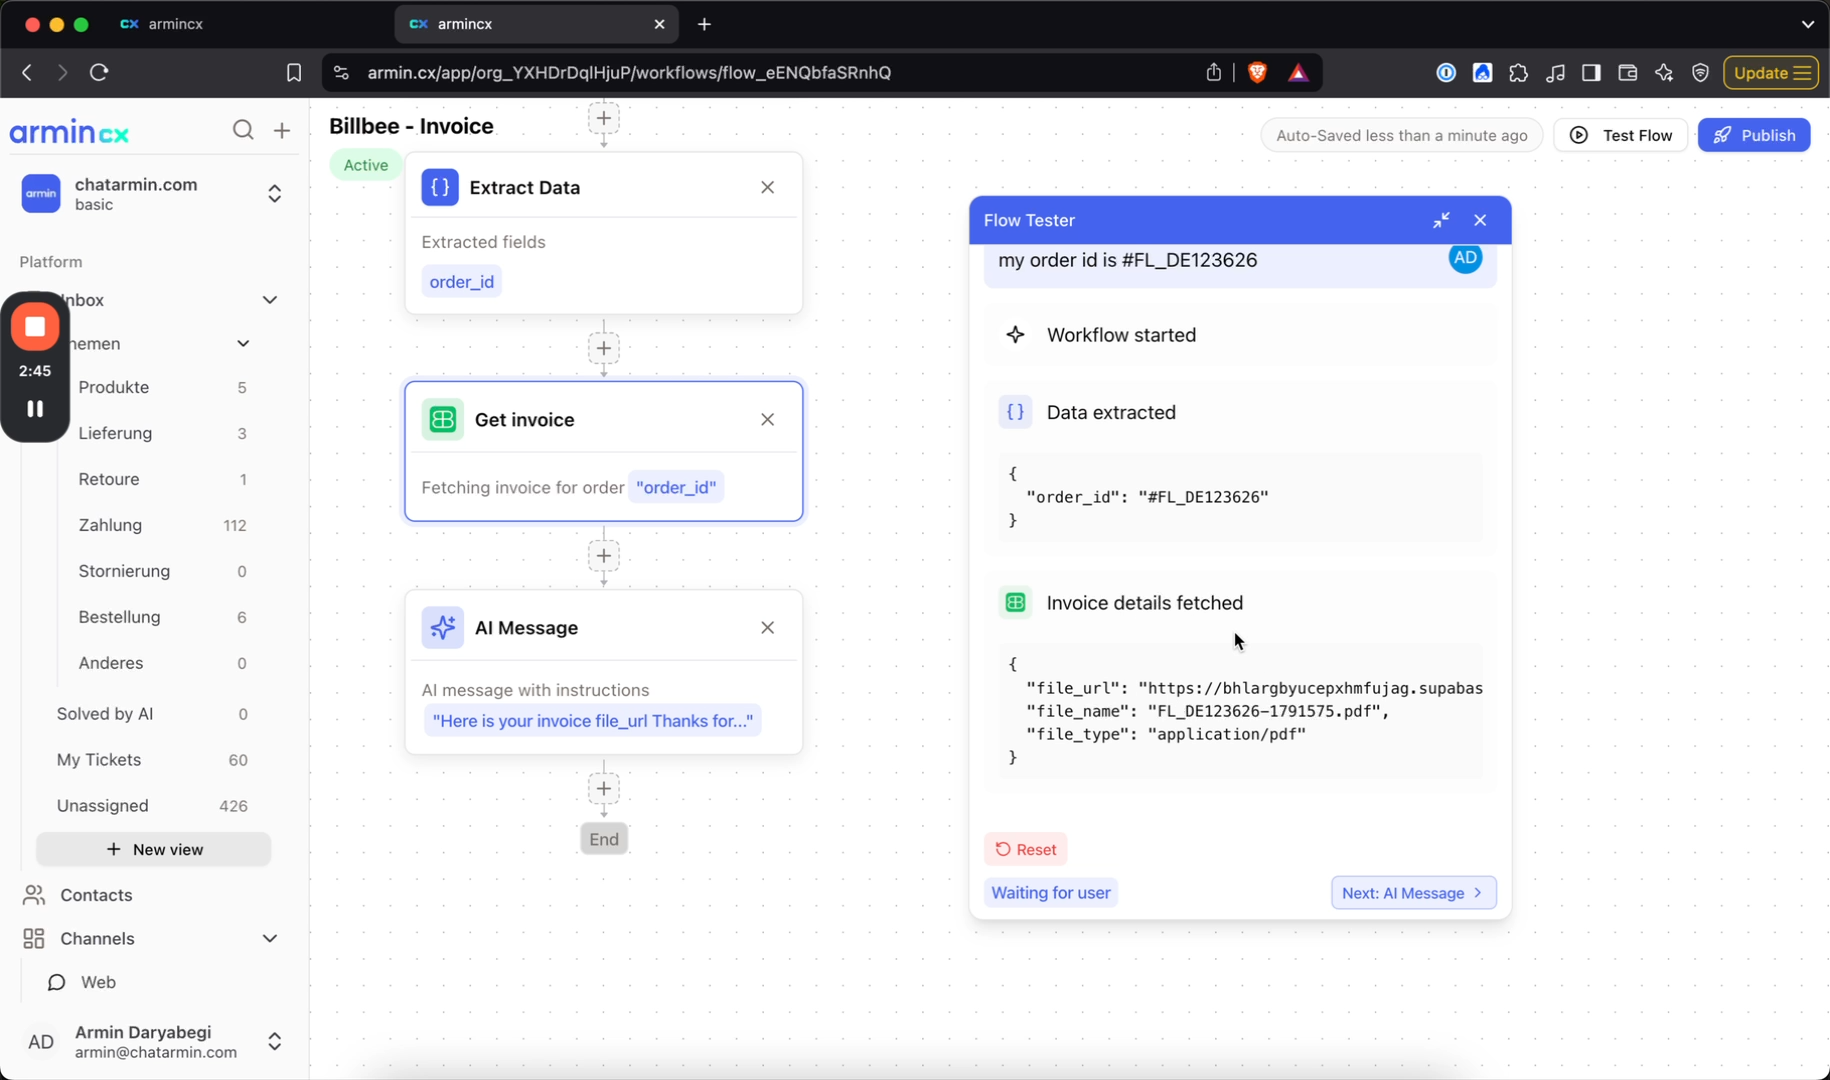 armincx
armincx
armin.cx/app/org_YXHDrDqIHjuP/workflows/flow_eENQbfaSRnhQ
Update
armin cx
armin
chatarmin.com
basic
Platform
Inbox
2:45
Produkte 5
Lieferung 3
Retoure 1
Zahlung 112
Stornierung 0
Bestellung 6
Anderes 0
Solved by AI 0
My Tickets 60
Unassigned 426
New view
Contacts
Channels
Web
AD
Armin Daryabegi
armin@chatarmin.com
Billbee - Invoice
Active
Auto-Saved less than a minute ago
Test Flow
Publish
Extract Data
Extracted fields
order_id
Get invoice
Fetching invoice for order "order_id"
AI Message
AI message with instructions
"Here is your invoice file_url Thanks for..."
End
Flow Tester
my order id is #FL_DE123626
AD
Workflow started
Data extracted
{
"order_id": "#FL_DE123626"
}
Invoice details fetched
{
"file_url": "https://bhlargbyucepxhmfujag.supabas
"file_name": "FL_DE123626-1791575.pdf",
"file_type": "application/pdf"
}
Reset
Waiting for user
Next: AI Message